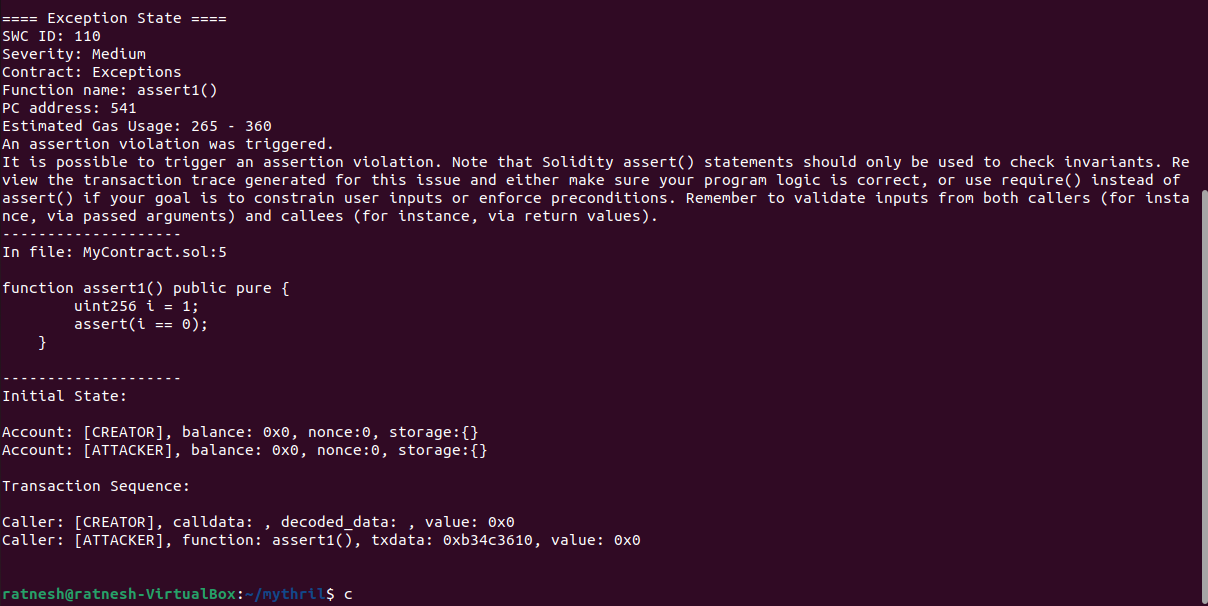 ==== Exception State ====
SWC ID: 110
Severity: Medium
Contract: Exceptions
Function name: assert1()
PC address: 541
Estimated Gas Usage: 265 - 360
An assertion violation was triggered.
It is possible to trigger an assertion violation. Note that Solidity assert() statements should only be used to check invariants. Re
view the transaction trace generated for this issue and either make sure your program logic is correct, or use require() instead of
assert() if your goal is to constrain user inputs or enforce preconditions. Remember to validate inputs from both callers (for insta
nce, via passed arguments) and callees (for instance, via return values).
--------------------
In file: MyContract.sol:5

function assert1() public pure {
        uint256 i = 1;
        assert(i == 0);
    }

--------------------
Initial State:

Account: [CREATOR], balance: 0x0, nonce:0, storage:{}
Account: [ATTACKER], balance: 0x0, nonce:0, storage:{}

Transaction Sequence:

Caller: [CREATOR], calldata: , decoded_data: , value: 0x0
Caller: [ATTACKER], function: assert1(), txdata: 0xb34c3610, value: 0x0

ratnesh@ratnesh-VirtualBox:~/mythril$ c